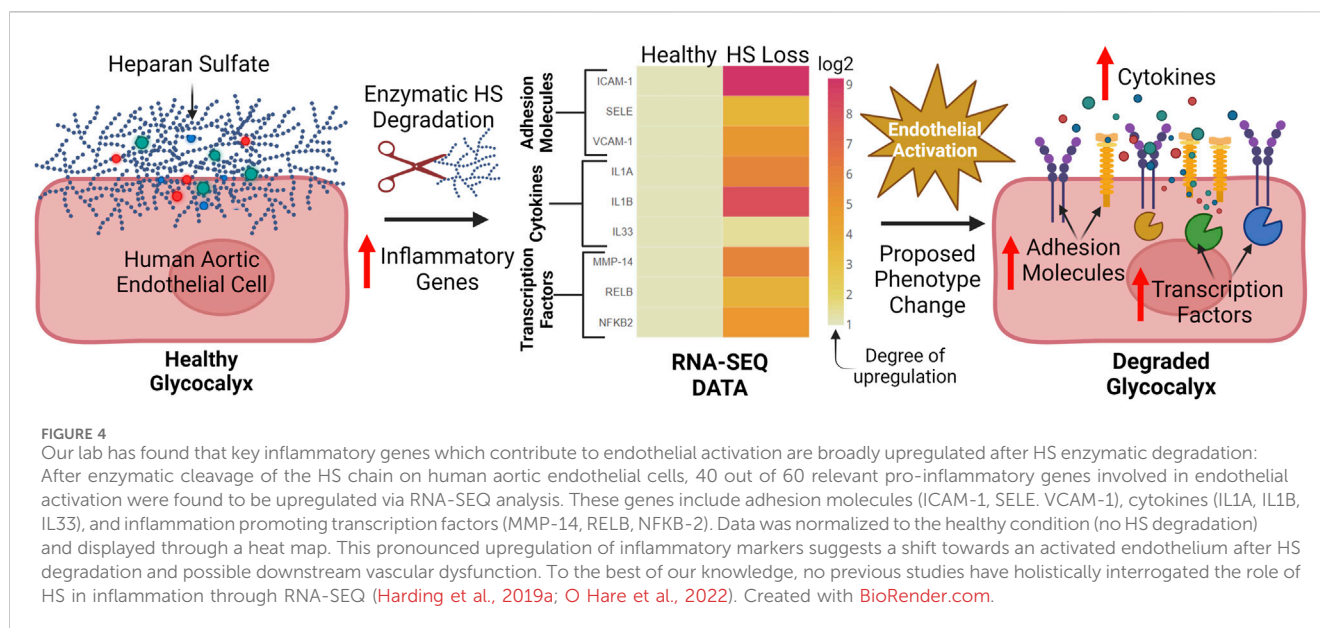 Heparan Sulfate
Enzymatic HS
Degradation
Inflammatory
Genes
Human Aortic
Endothelial Cell
Healthy
Glycocalyx
Healthy HS Loss
Adhesion
Molecules
ICAM-1
SELE
VCAM-1
Cytokines
IL1A
IL1B
IL33
Transcription
Factors
MMP-14
RELB
NFKB2
RNA-SEQ
DATA
log2
9
8
7
6
5
4
3
2
1
Degree of
upregulation
Endothelial
Activation
Proposed
Phenotype
Change
Cytokines
Adhesion
Molecules
Transcription
Factors
Degraded
Glycocalyx
FIGURE 4
Our lab has found that key inflammatory genes which contribute to endothelial activation are broadly upregulated after HS enzymatic degradation:
After enzymatic cleavage of the HS chain on human aortic endothelial cells, 40 out of 60 relevant pro-inflammatory genes involved in endothelial
activation were found to be upregulated via RNA-SEQ analysis. These genes include adhesion molecules (ICAM-1, SELE. VCAM-1), cytokines (IL1A, IL1B,
IL33), and inflammation promoting transcription factors (MMP-14, RELB, NFKB-2). Data was normalized to the healthy condition (no HS degradation)
and displayed through a heat map. This pronounced upregulation of inflammatory markers suggests a shift towards an activated endothelium after HS
degradation and possible downstream vascular dysfunction. To the best of our knowledge, no previous studies have holistically interrogated the role of
HS in inflammation through RNA-SEQ (Harding et al., 2019a; O Hare et al., 2022). Created with BioRender.com.